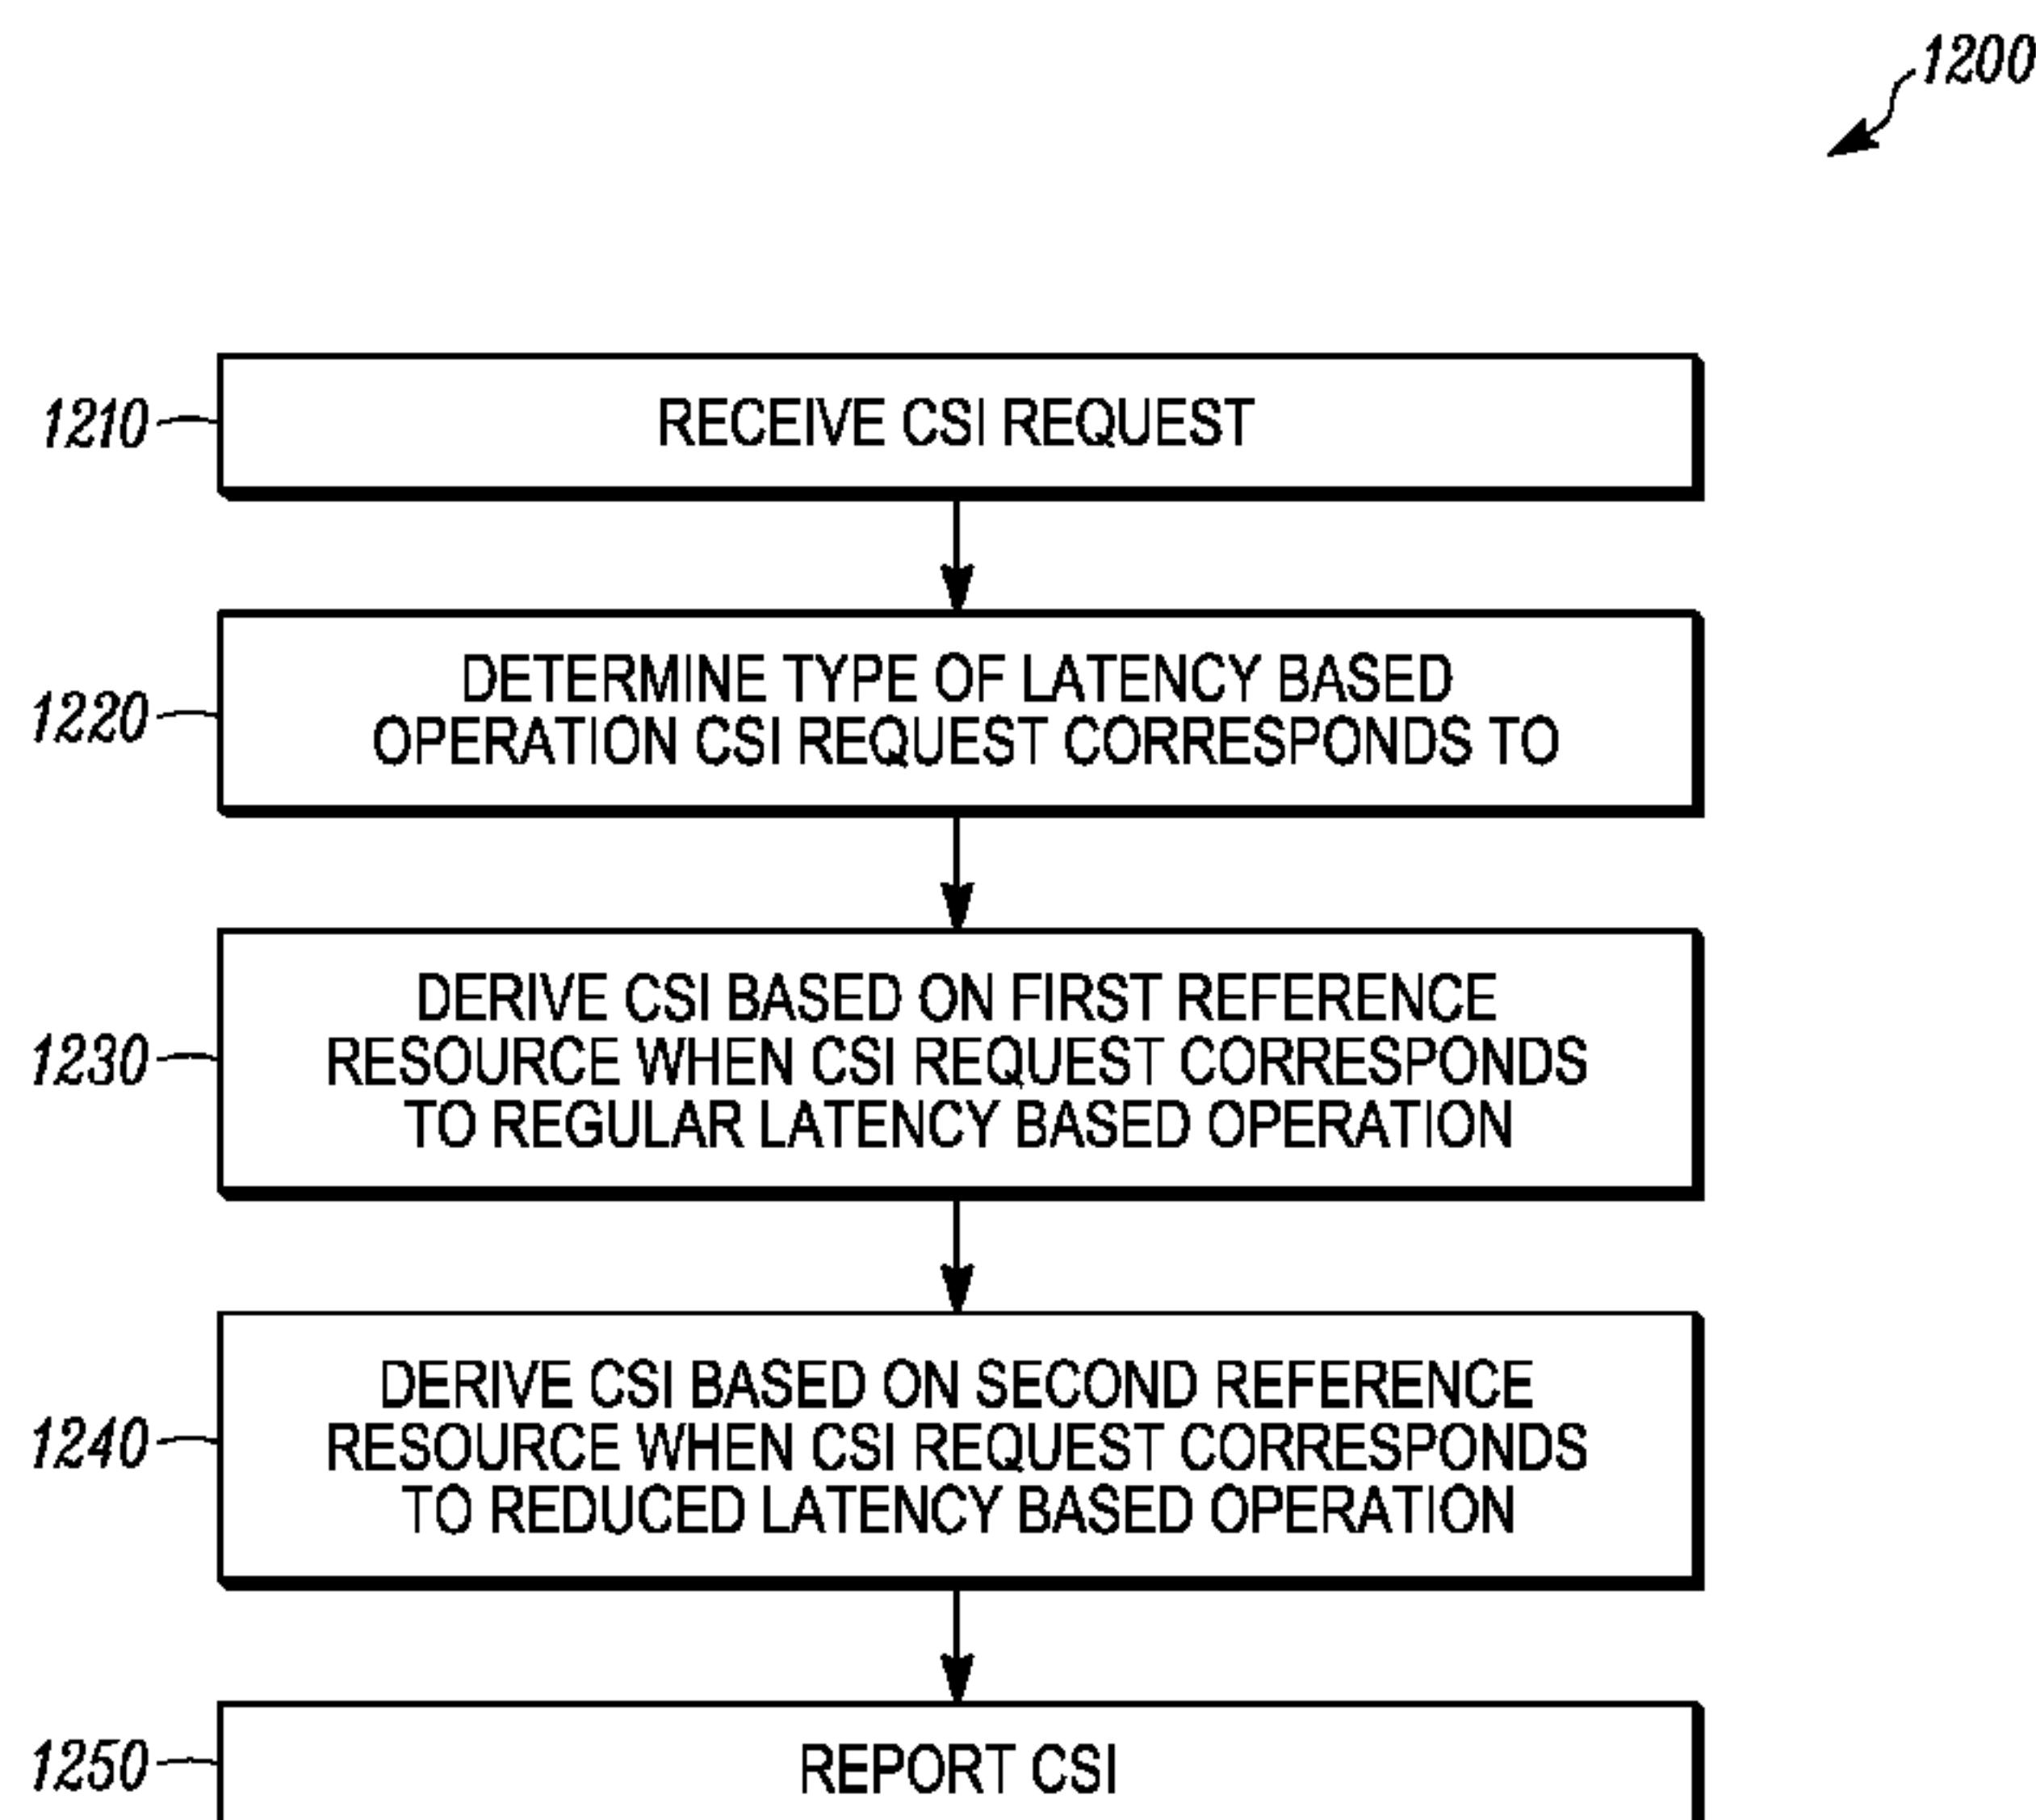 1200
1210
RECEIVE CSI REQUEST
1220
DETERMINE TYPE OF LATENCY BASED
OPERATION CSI REQUEST CORRESPONDS TO
1230
DERIVE CSI BASED ON FIRST REFERENCE
RESOURCE WHEN CSI REQUEST CORRESPONDS
TO REGULAR LATENCY BASED OPERATION
1240
DERIVE CSI BASED ON SECOND REFERENCE
RESOURCE WHEN CSI REQUEST CORRESPONDS
TO REDUCED LATENCY BASED OPERATION
1250
REPORT CSI